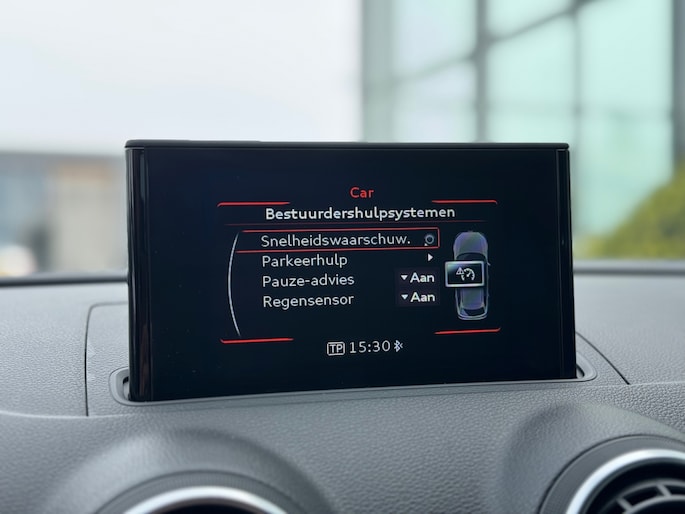 Car
Bestuurdershulpsystemen
Snelheidswaarschuw.
Parkeerhulp
Pauze-advies Aan
Regensensor Aan
TP 15:30